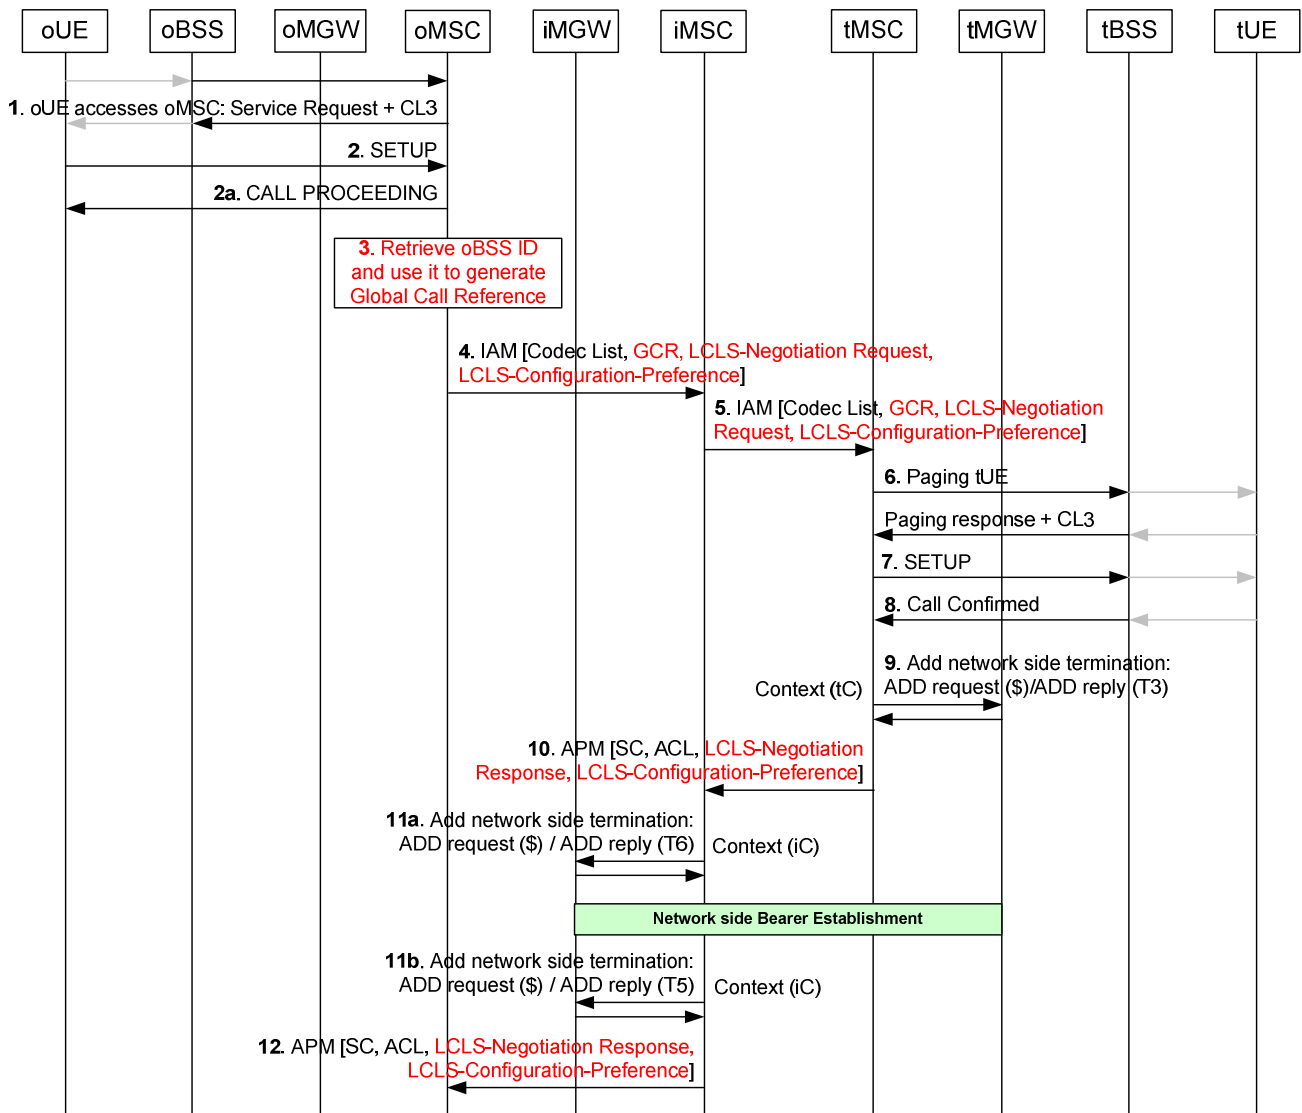 oUE
oBSS
oMGW
oMSC
iMGW
iMSC
tMSC
tMGW
tBSS
tUE
1. oUE accesses oMSC: Service Request + CL3
2. SETUP
2a. CALL PROCEEDING
3. Retrieve oBSS ID
and use it to generate
Global Call Reference
4. IAM [Codec List, GCR, LCLS-Negotiation Request,
LCLS-Configuration-Preference]
5. IAM [Codec List, GCR, LCLS-Negotiation
Request, LCLS-Configuration-Preference]
6. Paging tUE
Paging response + CL3
7. SETUP
8. Call Confirmed
9. Add network side termination:
ADD request ($)/ADD reply (T3)
Context (tC)
10. APM [SC, ACL, LCLS-Negotiation
Response, LCLS-Configuration-Preference]
11a. Add network side termination:
ADD request ($) / ADD reply (T6)
Context (iC)
Network side Bearer Establishment
11b. Add network side termination:
ADD request ($) / ADD reply (T5)
Context (iC)
12. APM [SC, ACL, LCLS-Negotiation Response,
LCLS-Configuration-Preference]